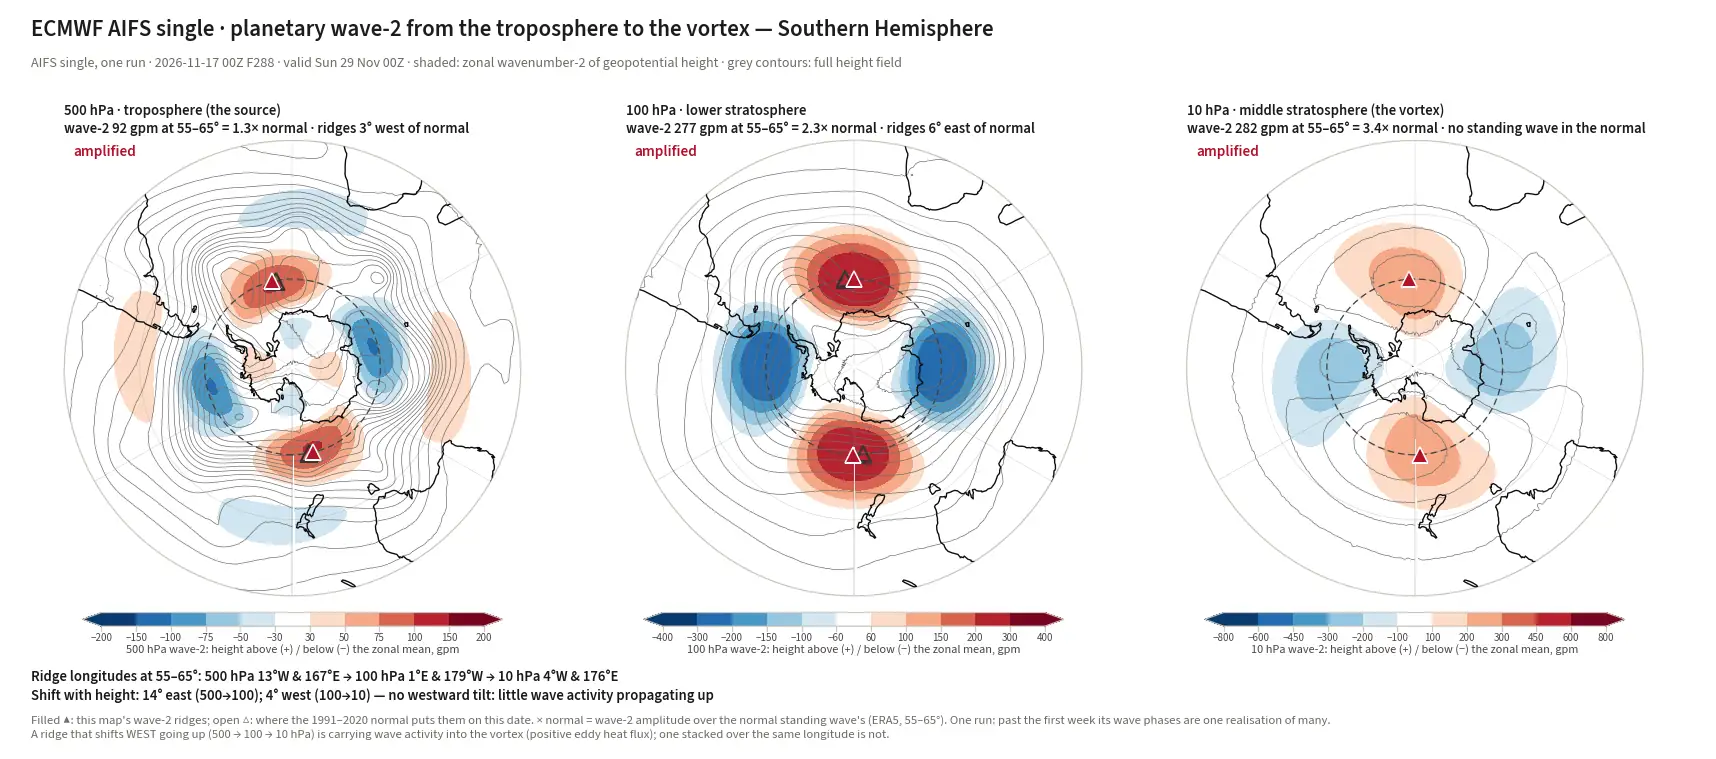 ECMWF AIFS single · planetary wave-2 from the troposphere to the vortex — Southern Hemisphere
AIFS single, one run · 2026-11-17 00Z F288 · valid Sun 29 Nov 00Z · shaded: zonal wavenumber-2 of geopotential height · grey contours: full height field
500 hPa · troposphere (the source)
wave-2 92 gpm at 55–65° = 1.3× normal · ridges 3° west of normal
amplified
100 hPa · lower stratosphere
wave-2 277 gpm at 55–65° = 2.3× normal · ridges 6° east of normal
amplified
10 hPa · middle stratosphere (the vortex)
wave-2 282 gpm at 55–65° = 3.4× normal · no standing wave in the normal
amplified
−200 −150 −100 −75 −50 −30 30 50 75 100 150 200
500 hPa wave-2: height above (+) / below (−) the zonal mean, gpm
−400 −300 −200 −150 −100 −60 60 100 150 200 300 400
100 hPa wave-2: height above (+) / below (−) the zonal mean, gpm
−800 −600 −450 −300 −200 −100 100 200 300 450 600 800
10 hPa wave-2: height above (+) / below (−) the zonal mean, gpm
Ridge longitudes at 55–65°: 500 hPa 13°W & 167°E → 100 hPa 1°E & 179°W → 10 hPa 4°W & 176°E
Shift with height: 14° east (500→100); 4° west (100→10) — no westward tilt: little wave activity propagating up
Filled ▲: this map's wave-2 ridges; open △: where the 1991–2020 normal puts them on this date. × normal = wave-2 amplitude over the normal standing wave's (ERA5, 55–65°). One run: past the first week its wave phases are one realisation of many.
A ridge that shifts WEST going up (500 → 100 → 10 hPa) is carrying wave activity into the vortex (positive eddy heat flux); one stacked over the same longitude is not.